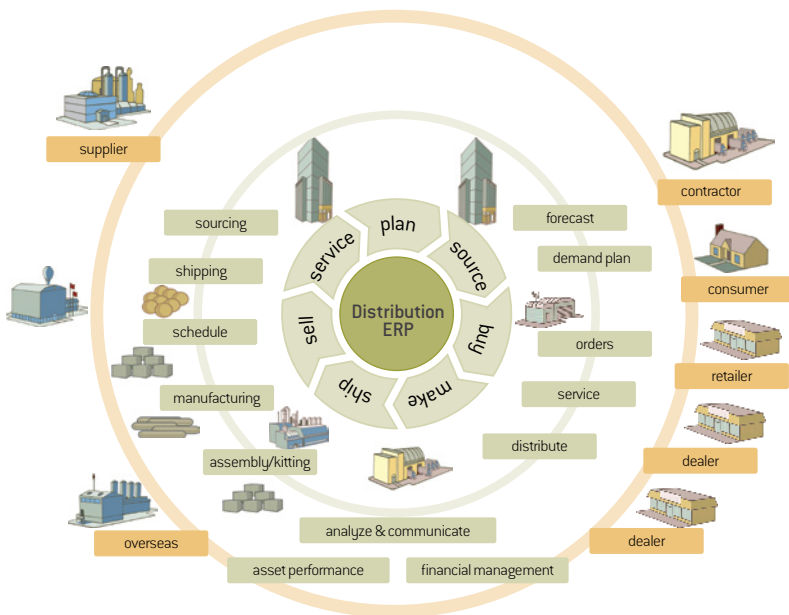 supplier
contractor
sourcing
forecast
plan
service
source
shipping
demand plan
consumer
Distribution
ERP
schedule
sell
buy
orders
retailer
manufacturing
ship
make
service
distribute
assembly/kitting
dealer
analyze & communicate
overseas
dealer
asset performance
financial management